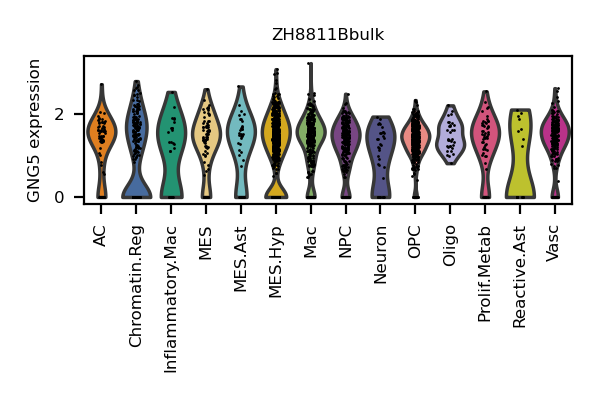 ZH8811Bbulk
GNG5 expression
2
0
AC
Chromatin.Reg
Inflammatory.Mac
MES
MES.Ast
MES.Hyp
Mac
NPC
Neuron
OPC
Oligo
Prolif.Metab
Reactive.Ast
Vasc